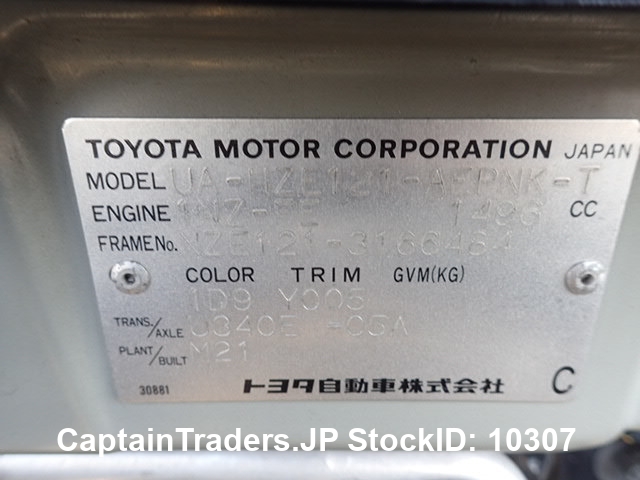 TOYOTA MOTOR CORPORATION JAPAN
MODEL UA-NZE121-AEPNK-T
ENGINE 1NZ-FE 1496 CC
FRAME No. NZE121-
COLOR TRIM GVM(KG)
1D9 Y005
TRANS./AXLE U340E -C5A
PLANT/BUILT M21
30881 トヨタ自動車株式会社 C
CaptainTraders.JP StockID: 10307